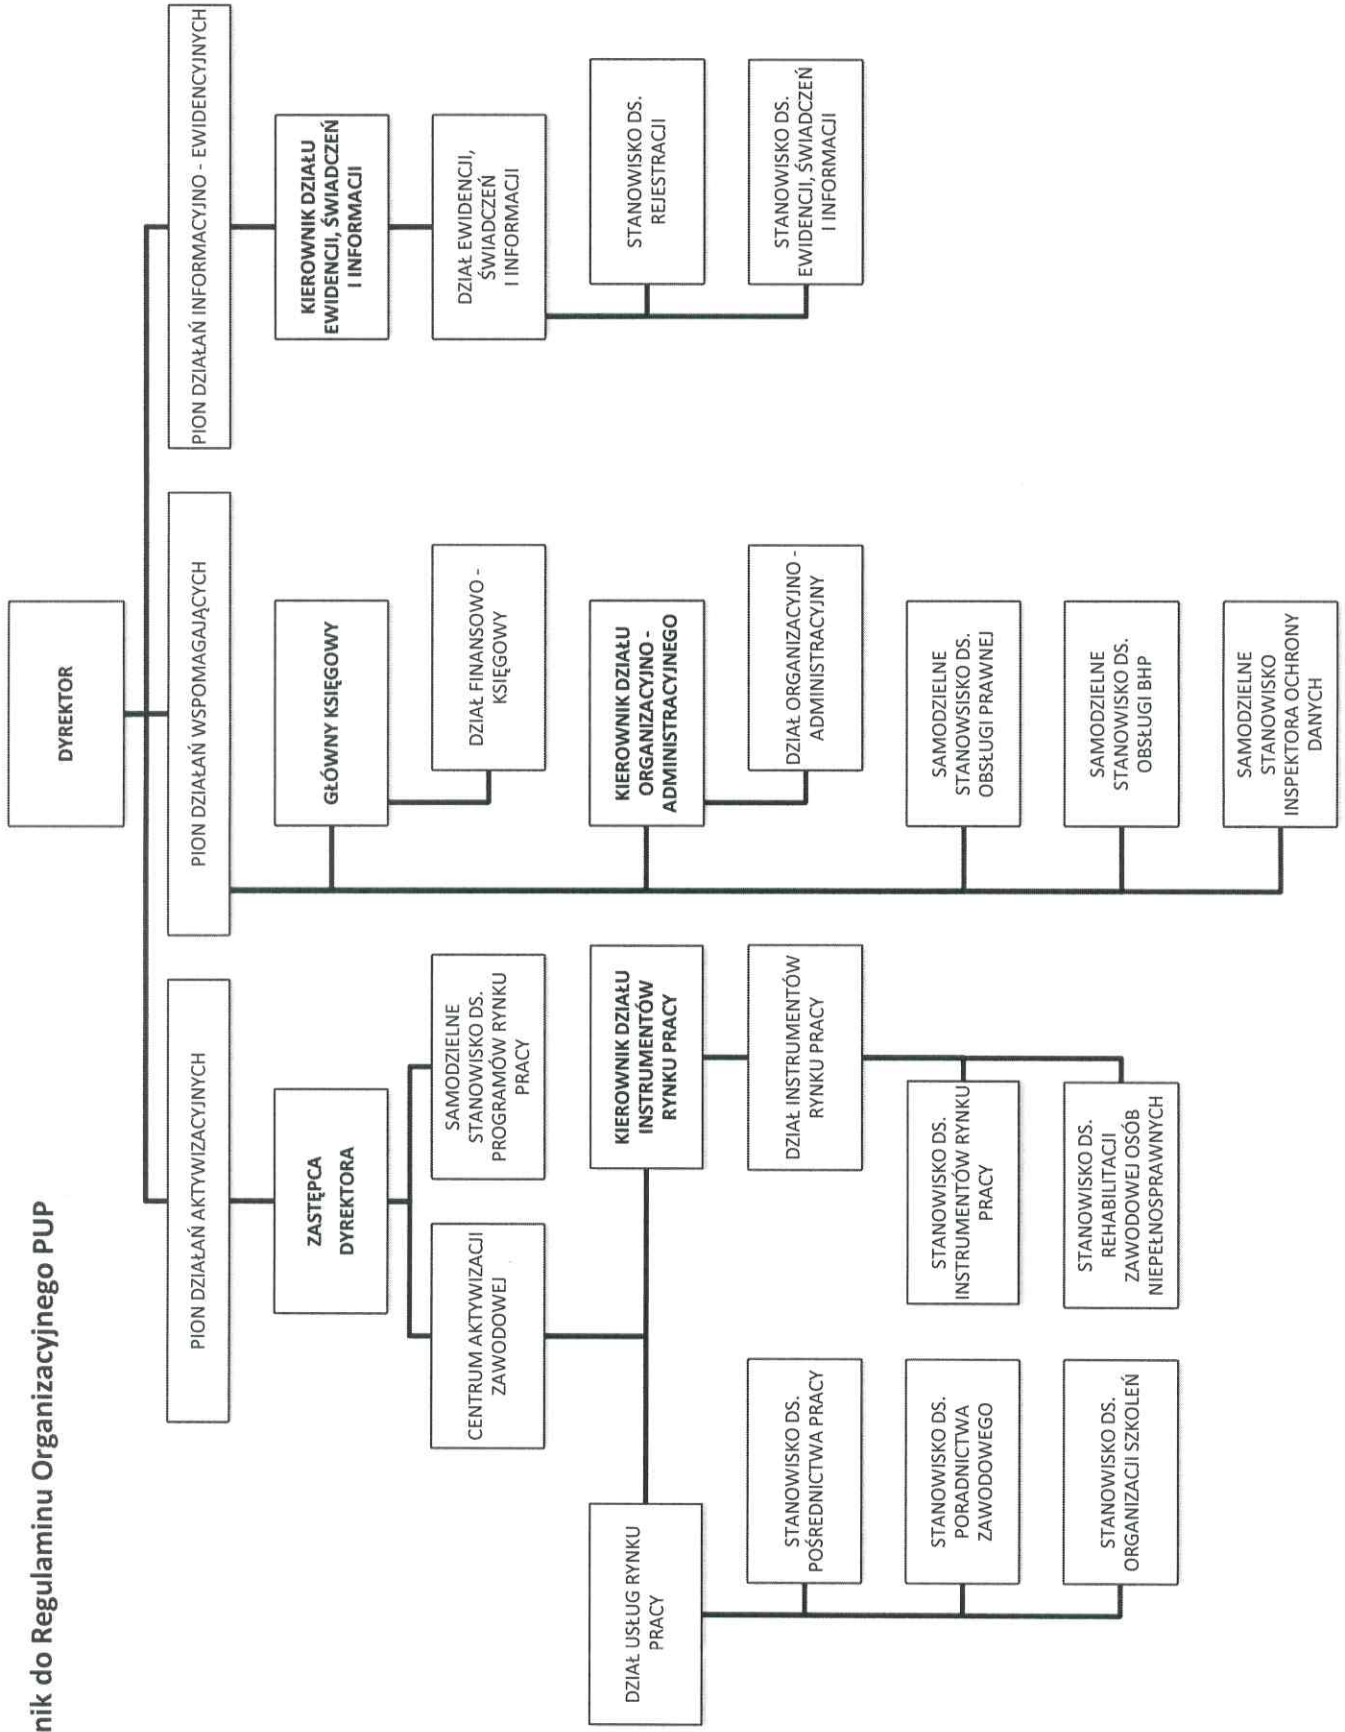 nik do Regulaminu Organizacyjnego PUP
DYREKTOR
PION DZIAŁAŃ AKTYWIZACYJNYCH
PION DZIAŁAŃ WSPOMAGAJĄCYCH
PION DZIAŁAŃ INFORMACYJNO - EWIDENCYJNYCH
ZASTĘPCA
DYREKTORA
CENTRUM AKTYWIZACJI
ZAWODOWEJ
SAMODZIELNE
STANOWISKO DS.
PROGRAMÓW RYNKU
PRACY
DZIAŁ USŁUG RYNKU
PRACY
STANOWISKO DS.
POŚREDNICTWA PRACY
STANOWISKO DS.
PORADNICTWA
ZAWODOWEGO
STANOWISKO DS.
ORGANIZACJI SZKOLEŃ
KIEROWNIK DZIAŁU
INSTRUMENTÓW
RYNKU PRACY
DZIAŁ INSTRUMENTÓW
RYNKU PRACY
STANOWISKO DS.
INSTRUMENTÓW RYNKU
PRACY
STANOWISKO DS.
REHABILITACJI
ZAWODOWEJ OSÓB
NIEPEŁNOSPRAWNYCH
GŁÓWNY KSIĘGOWY
DZIAŁ FINANSOWO -
KSIĘGOWY
KIEROWNIK DZIAŁU
ORGANIZACYJNO -
ADMINISTRACYJNEGO
DZIAŁ ORGANIZACYJNO -
ADMINISTRACYJNY
SAMODZIELNE
STANOWSISKO DS.
OBSŁUGI PRAWNEJ
SAMODZIELNE
STANOWISKO DS.
OBSŁUGI BHP
SAMODZIELNE
STANOWISKO
INSPEKTORA OCHRONY
DANYCH
KIEROWNIK DZIAŁU
EWIDENCJI, ŚWIADCZEŃ
I INFORMACJI
DZIAŁ EWIDENCJI,
ŚWIADCZEŃ
I INFORMACJI
STANOWISKO DS.
REJESTRACJI
STANOWISKO DS.
EWIDENCJI, ŚWIADCZEŃ
I INFORMACJI